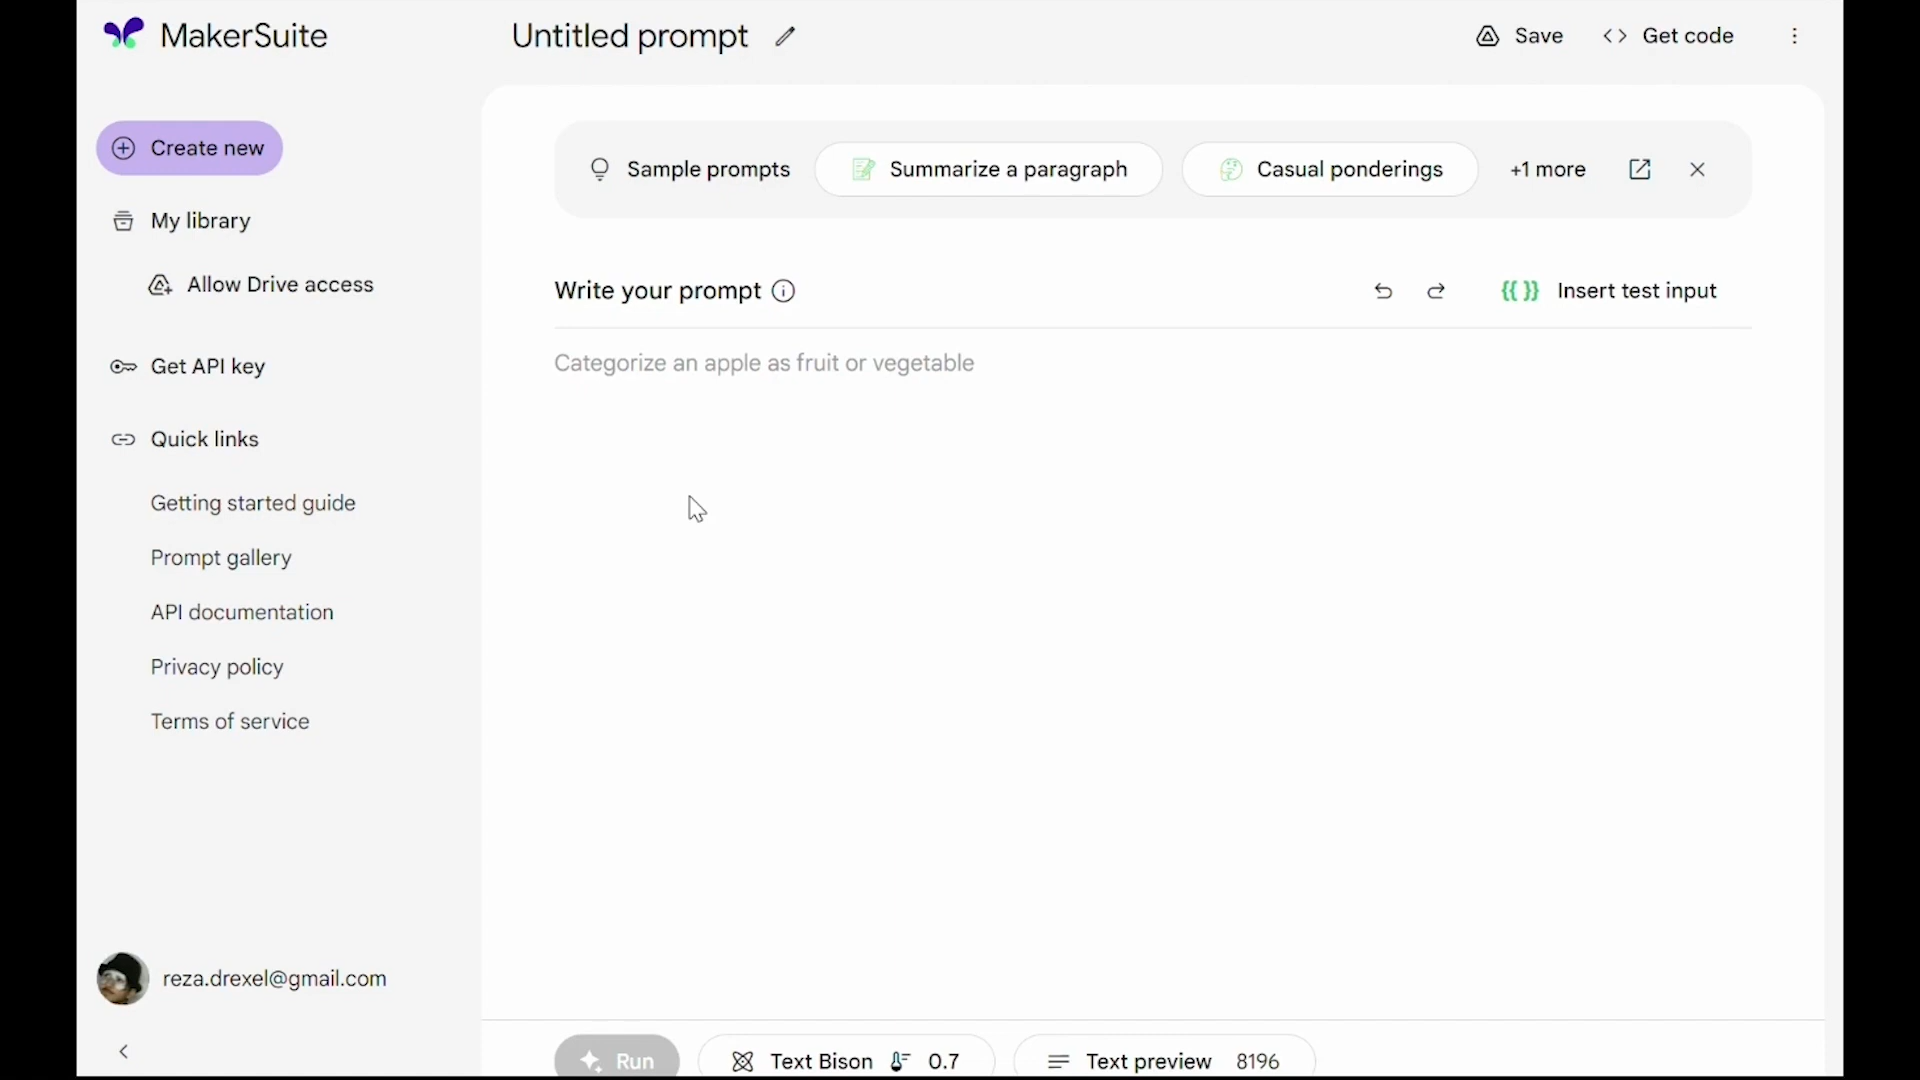 MakerSuite
Untitled prompt
Save
Get code
Create new
My library
Allow Drive access
Get API key
Quick links
Getting started guide
Prompt gallery
API documentation
Privacy policy
Terms of service
reza.drexel@gmail.com
Sample prompts
Summarize a paragraph
Casual ponderings
+1 more
Write your prompt
{{ }} Insert test input
Categorize an apple as fruit or vegetable
Run
Text Bison 0.7
Text preview 8196